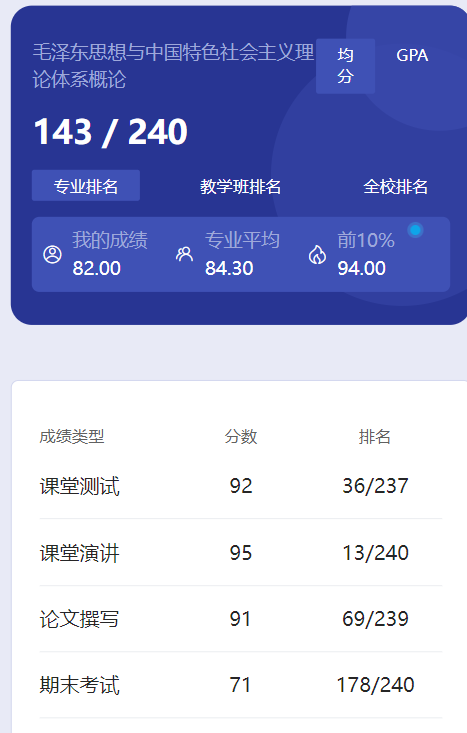 毛泽东思想与中国特色社会主义理
论体系概论
均
分
GPA
143 / 240
专业排名 教学班排名 全校排名
我的成绩 专业平均 前10%
82.00 84.30 94.00
成绩类型 分数 排名
课堂测试 92 36/237
课堂演讲 95 13/240
论文撰写 91 69/239
期末考试 71 178/240